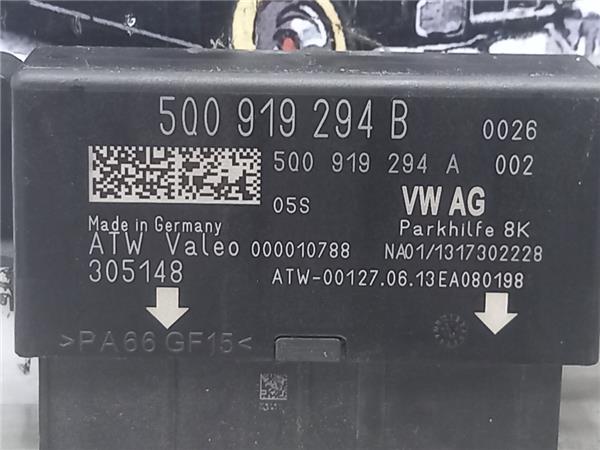 5Q0 919 294 B 0026
5Q0 919 294 A 002
05S VW AG
Made in Germany Parkhilfe 8K
ATW Valeo 000010788 NA01/1317302228
305148 ATW-00127.06.13EA080198
>PA66 GF15<